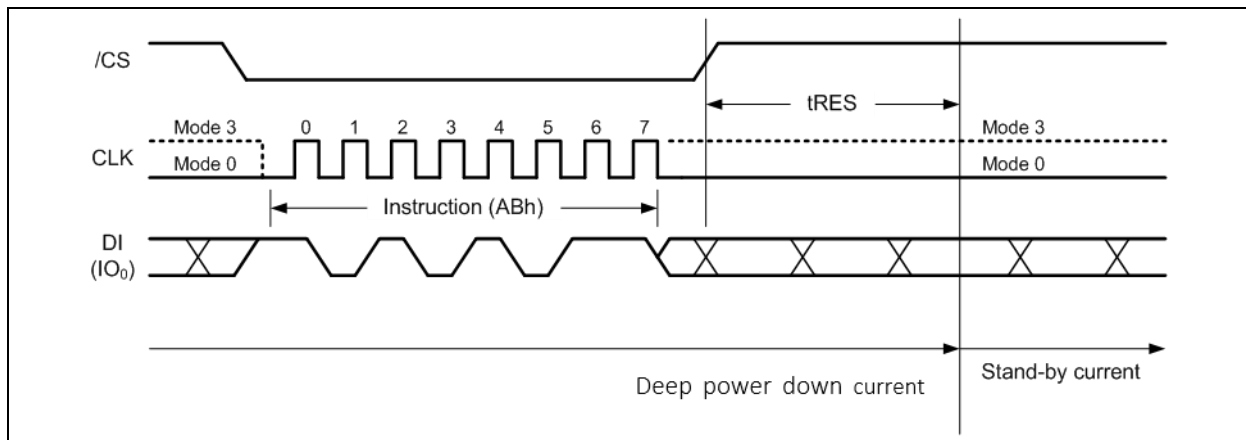 /CS
tRES
Mode 3 0 1 2 3 4 5 6 7 Mode 3
CLK
Mode 0 Mode 0
Instruction (ABh)
DI
(IO₀)
Deep power down current
Stand-by current